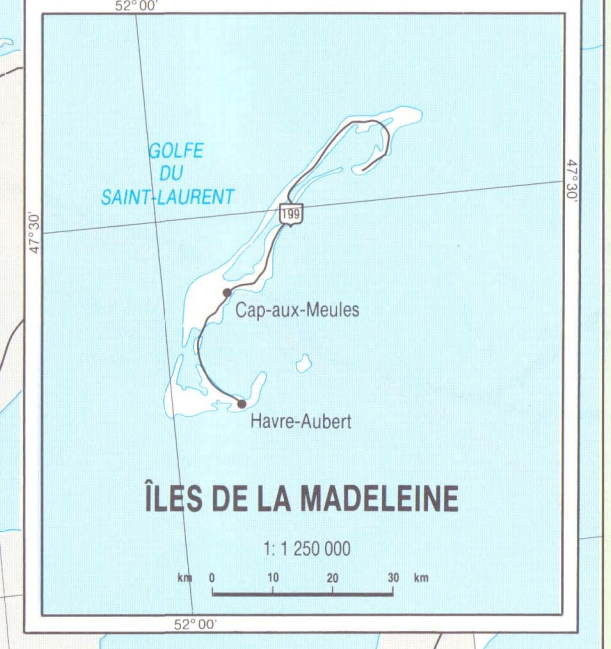 52° 00'
GOLFE
DU
SAINT-LAURENT
47° 30'
47° 30'
199
Cap-aux-Meules
Havre-Aubert
ÎLES DE LA MADELEINE
1: 1 250 000
km 0 10 20 30 km
52° 00'